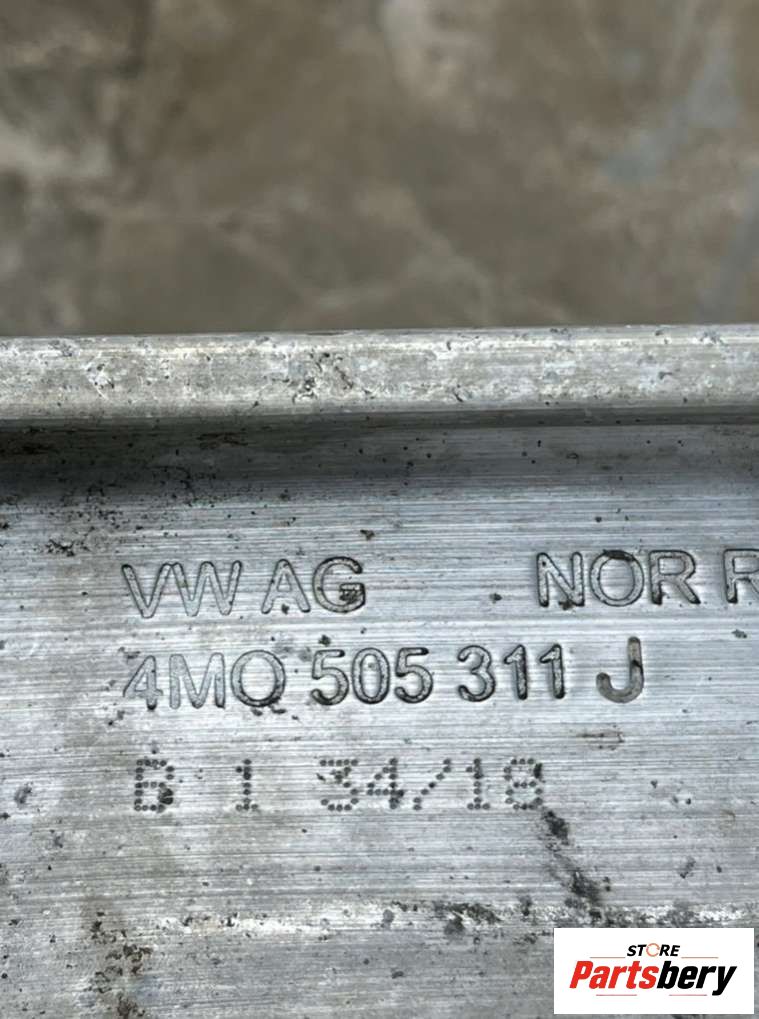 VW AG NOR R
4M0 505 311 J
B 1 34/18
STORE
Partsbery